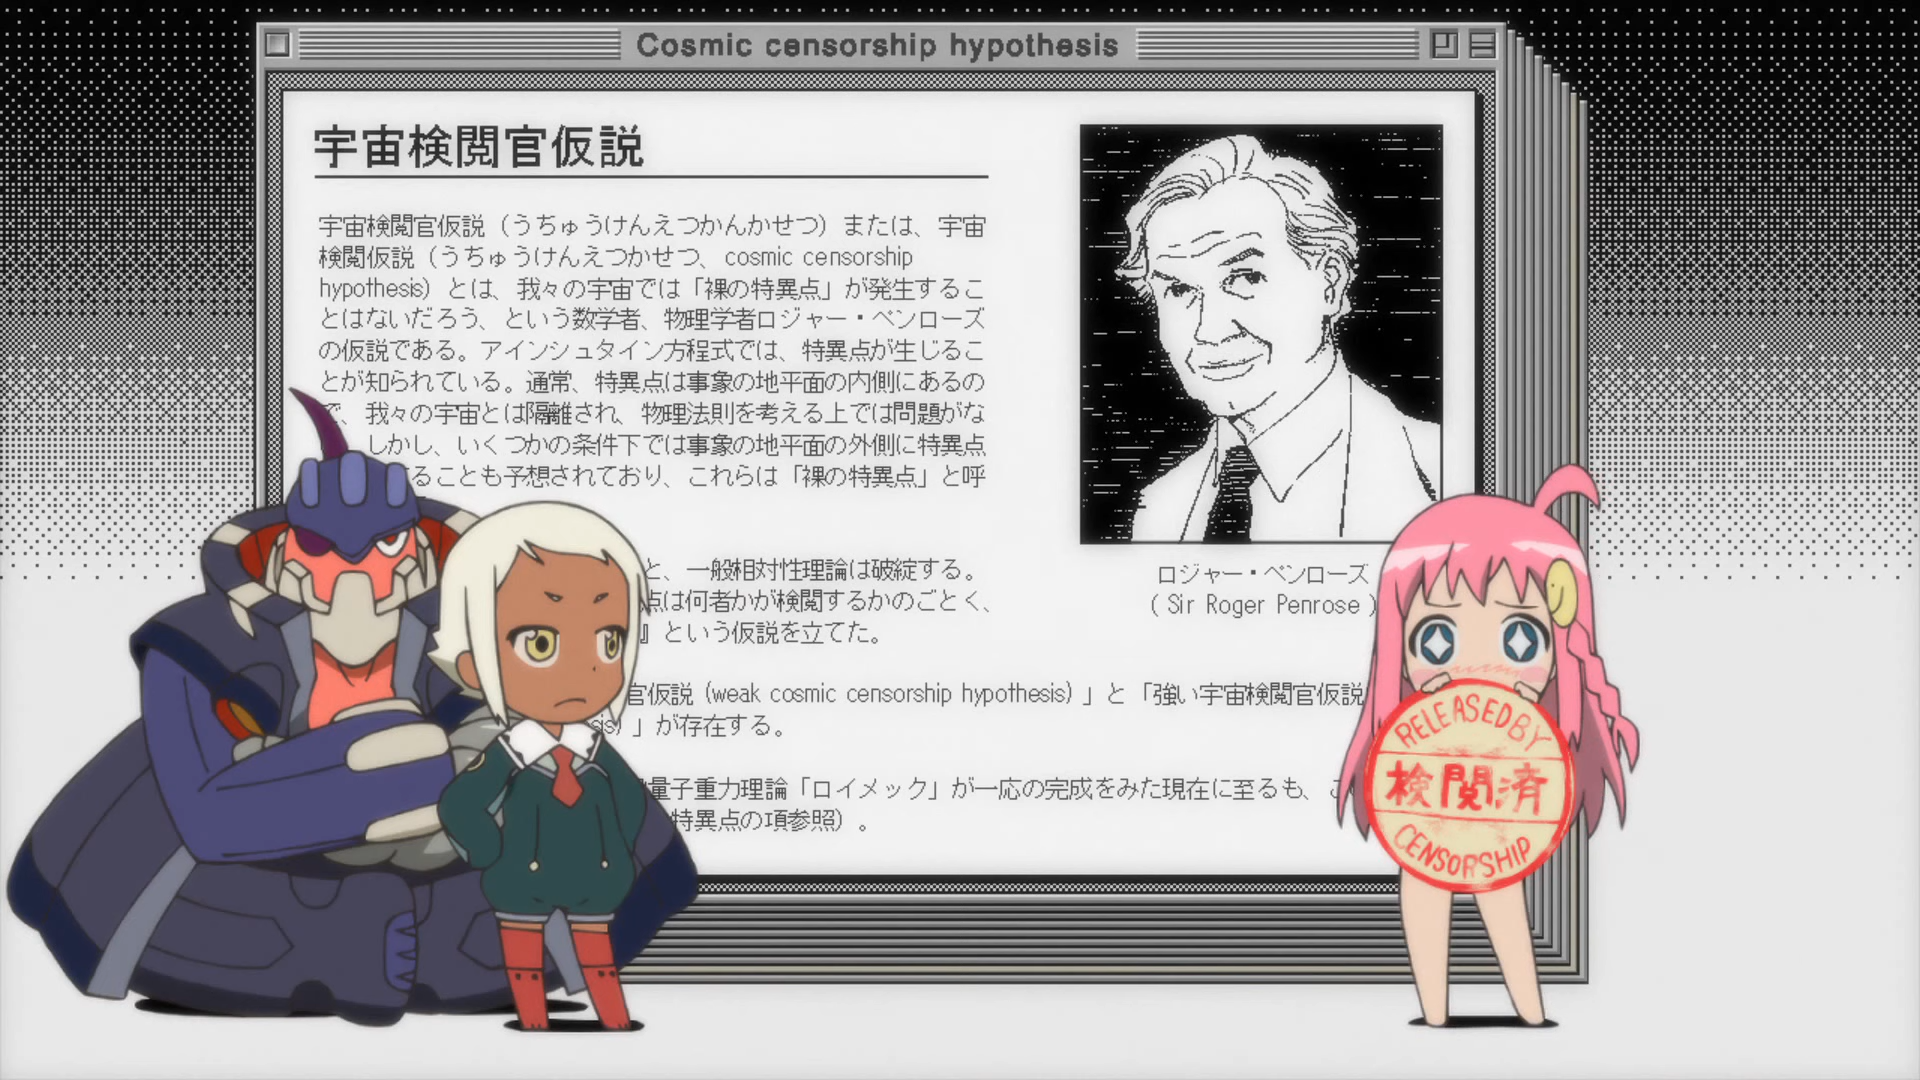 Cosmic censorship hypothesis
宇宙検閲官仮説
宇宙検閲官仮説（うちゅうけんえつかんかせつ）または、宇宙
検閲仮説（うちゅうけんえつかせつ、cosmic censorship
hypothesis）とは、我々の宇宙では「裸の特異点」が発生するこ
とはないだろう、という数学者、物理学者ロジャー・ペンローズ
の仮説である。アインシュタイン方程式では、特異点が生じるこ
とが知られている。通常、特異点は事象の地平面の内側にあるの
で、我々の宇宙とは隔離され、物理法則を考える上では問題がな
しかし、いくつかの条件下では事象の地平面の外側に特異点
ることも予想されており、これらは「裸の特異点」と呼
と、一般相対性理論は破綻する。
点は何者かが検閲するかのごとく、
』という仮説を立てた。
官仮説（weak cosmic censorship hypothesis）」と「強い宇宙検閲官仮説
sis）」が存在する。
量子重力理論「ロイメック」が一応の完成をみた現在に至るも、こ
特異点の項参照）。
ロジャー・ペンローズ
( Sir Roger Penrose )
RELEASED BY
検閲済
CENSORSHIP